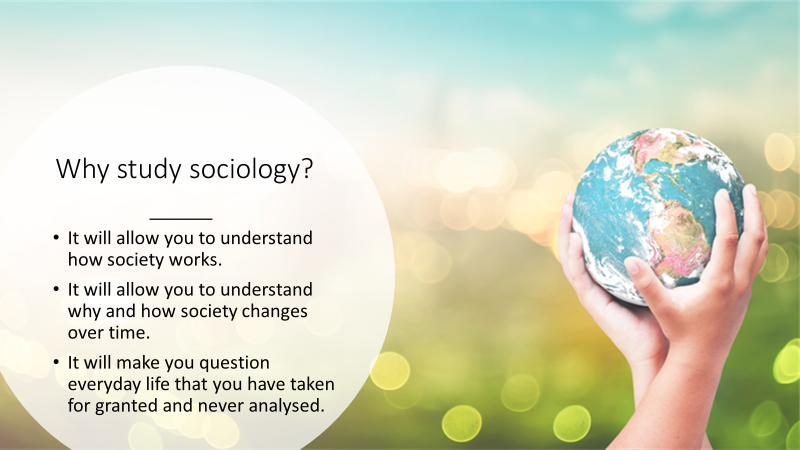 Why study sociology?
• It will allow you to understand
how society works.
• It will allow you to understand
why and how society changes
over time.
• It will make you question
everyday life that you have taken
for granted and never analysed.